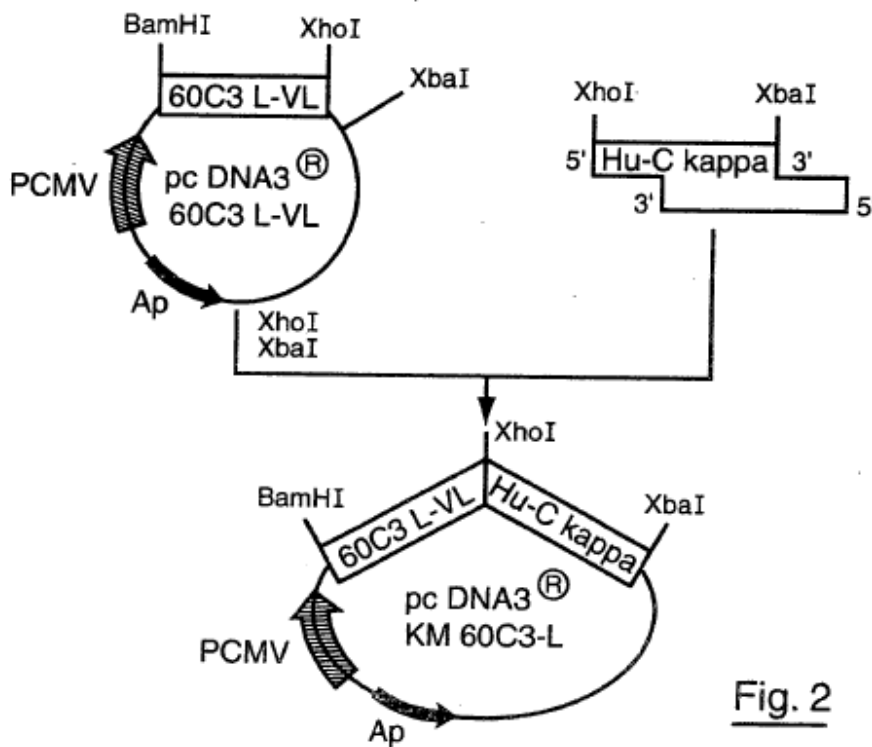 BamHI
XhoI
XbaI
60C3 L-VL
PCMV
pc DNA3 ®
60C3 L-VL
Ap
XhoI
XbaI
XhoI
XbaI
5'
Hu-C kappa
3'
3'
5
XhoI
BamHI
60C3 L-VL
Hu-C kappa
XbaI
PCMV
pc DNA3 ®
KM 60C3-L
Ap
Fig. 2